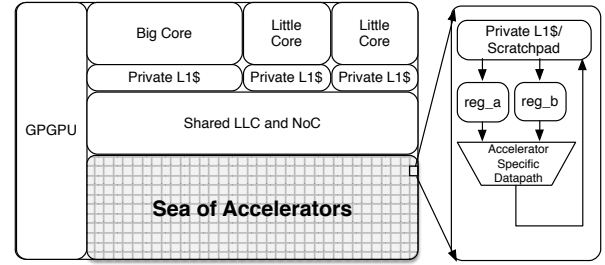 GPGPU
Big Core
Little
Core
Little
Core
Private L1$
Private L1$
Private L1$
Shared LLC and NoC
Sea of Accelerators
Private L1$/
Scratchpad
reg_a
reg_b
Accelerator
Specific
Datapath